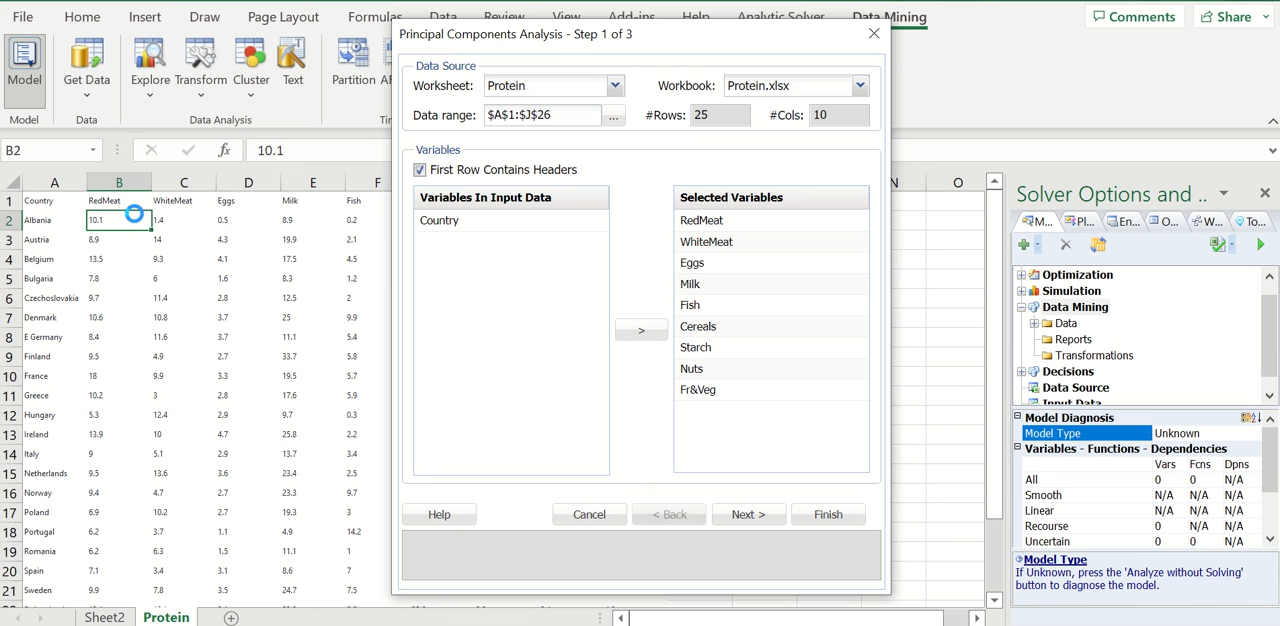 File Home Insert Draw Page Layout Formulas Data Review View Add-ins Help Analytic Solver Data Mining Comments Share
Model Get Data Explore Transform Cluster Text Partition
Model Data Data Analysis
Principal Components Analysis - Step 1 of 3
Data Source
Worksheet: Protein Workbook: Protein.xlsx
Data range: $A$1:$J$26 ... #Rows: 25 #Cols: 10
Variables
First Row Contains Headers
Variables In Input Data
Country
>
Selected Variables
RedMeat
WhiteMeat
Eggs
Milk
Fish
Cereals
Starch
Nuts
Fr&Veg
Help Cancel < Back Next > Finish
B2 fx 10.1
A B C D E F N O
1 Country RedMeat WhiteMeat Eggs Milk Fish
2 Albania 10.1 1.4 0.5 8.9 0.2
3 Austria 8.9 14 4.3 19.9 2.1
4 Belgium 13.5 9.3 4.1 17.5 4.5
5 Bulgaria 7.8 6 1.6 8.3 1.2
6 Czechoslovakia 9.7 11.4 2.8 12.5 2
7 Denmark 10.6 10.8 3.7 25 9.9
8 E Germany 8.4 11.6 3.7 11.1 5.4
9 Finland 9.5 4.9 2.7 33.7 5.8
10 France 18 9.9 3.3 19.5 5.7
11 Greece 10.2 3 2.8 17.6 5.9
12 Hungary 5.3 12.4 2.9 9.7 0.3
13 Ireland 13.9 10 4.7 25.8 2.2
14 Italy 9 5.1 2.9 13.7 3.4
15 Netherlands 9.5 13.6 3.6 23.4 2.5
16 Norway 9.4 4.7 2.7 23.3 9.7
17 Poland 6.9 10.2 2.7 19.3 3
18 Portugal 6.2 3.7 1.1 4.9 14.2
19 Romania 6.2 6.3 1.5 11.1 1
20 Spain 7.1 3.4 3.1 8.6 7
21 Sweden 9.9 7.8 3.5 24.7 7.5
Sheet2 Protein
Solver Options and ..
M... Pl... En... O... W... To...
Optimization
Simulation
Data Mining
Data
Reports
Transformations
Decisions
Data Source
Input Data
Model Diagnosis
Model Type Unknown
Variables - Functions - Dependencies
Vars Fcns Dpns
All 0 0 N/A
Smooth N/A N/A N/A
Linear N/A N/A N/A
Recourse 0 N/A N/A
Uncertain 0 0 N/A
Model Type
If Unknown, press the 'Analyze without Solving'
button to diagnose the model.